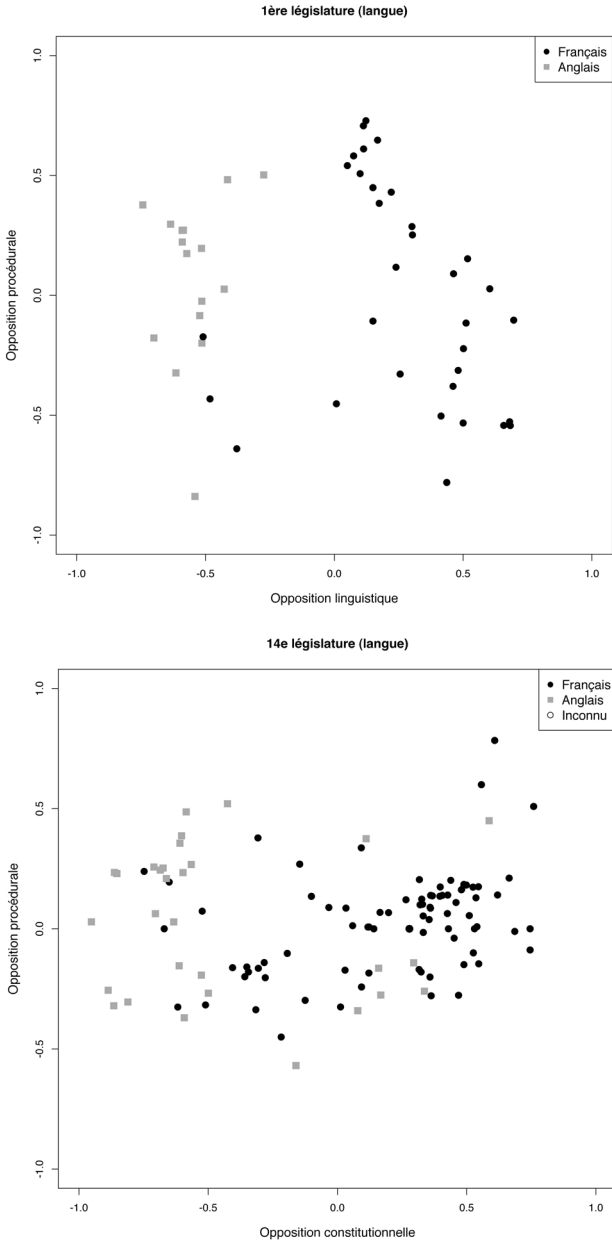 1ère législature (langue)
Français
Anglais
1.0
0.5
0.0
-0.5
-1.0
Opposition procédurale
-1.0
-0.5
0.0
0.5
1.0
Opposition linguistique
14e législature (langue)
Français
Anglais
Inconnu
1.0
0.5
0.0
-0.5
-1.0
Opposition procédurale
-1.0
-0.5
0.0
0.5
1.0
Opposition constitutionnelle